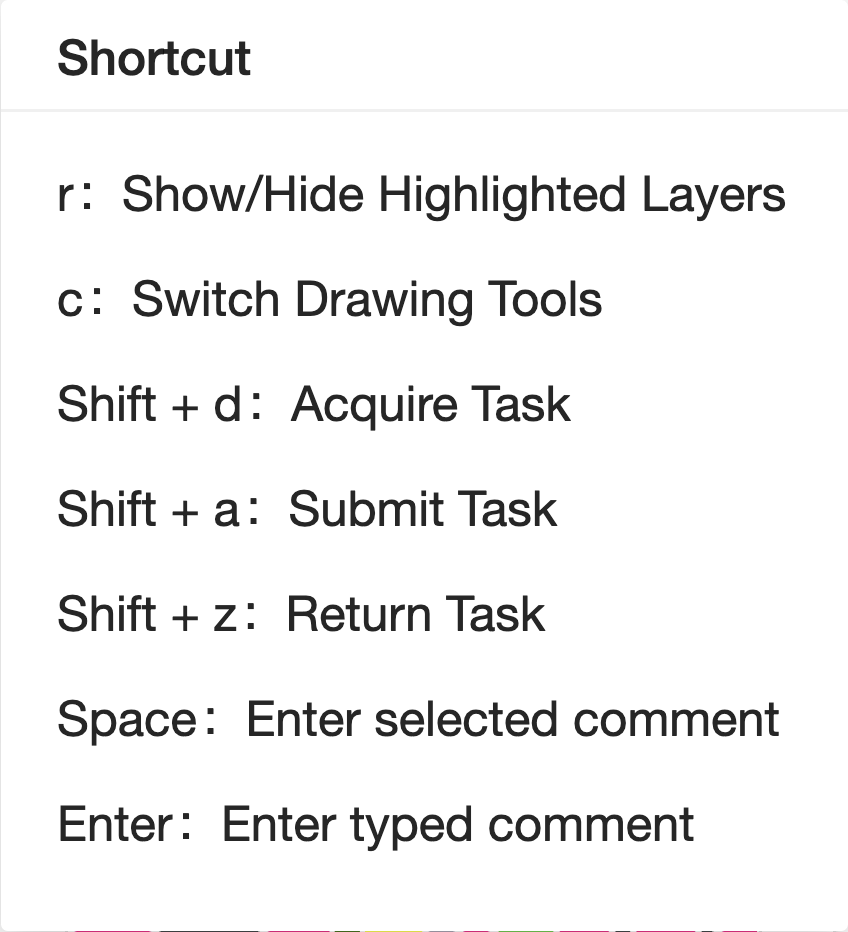 Shortcut
r：Show/Hide Highlighted Layers
c：Switch Drawing Tools
Shift + d：Acquire Task
Shift + a：Submit Task
Shift + z：Return Task
Space：Enter selected comment
Enter：Enter typed comment